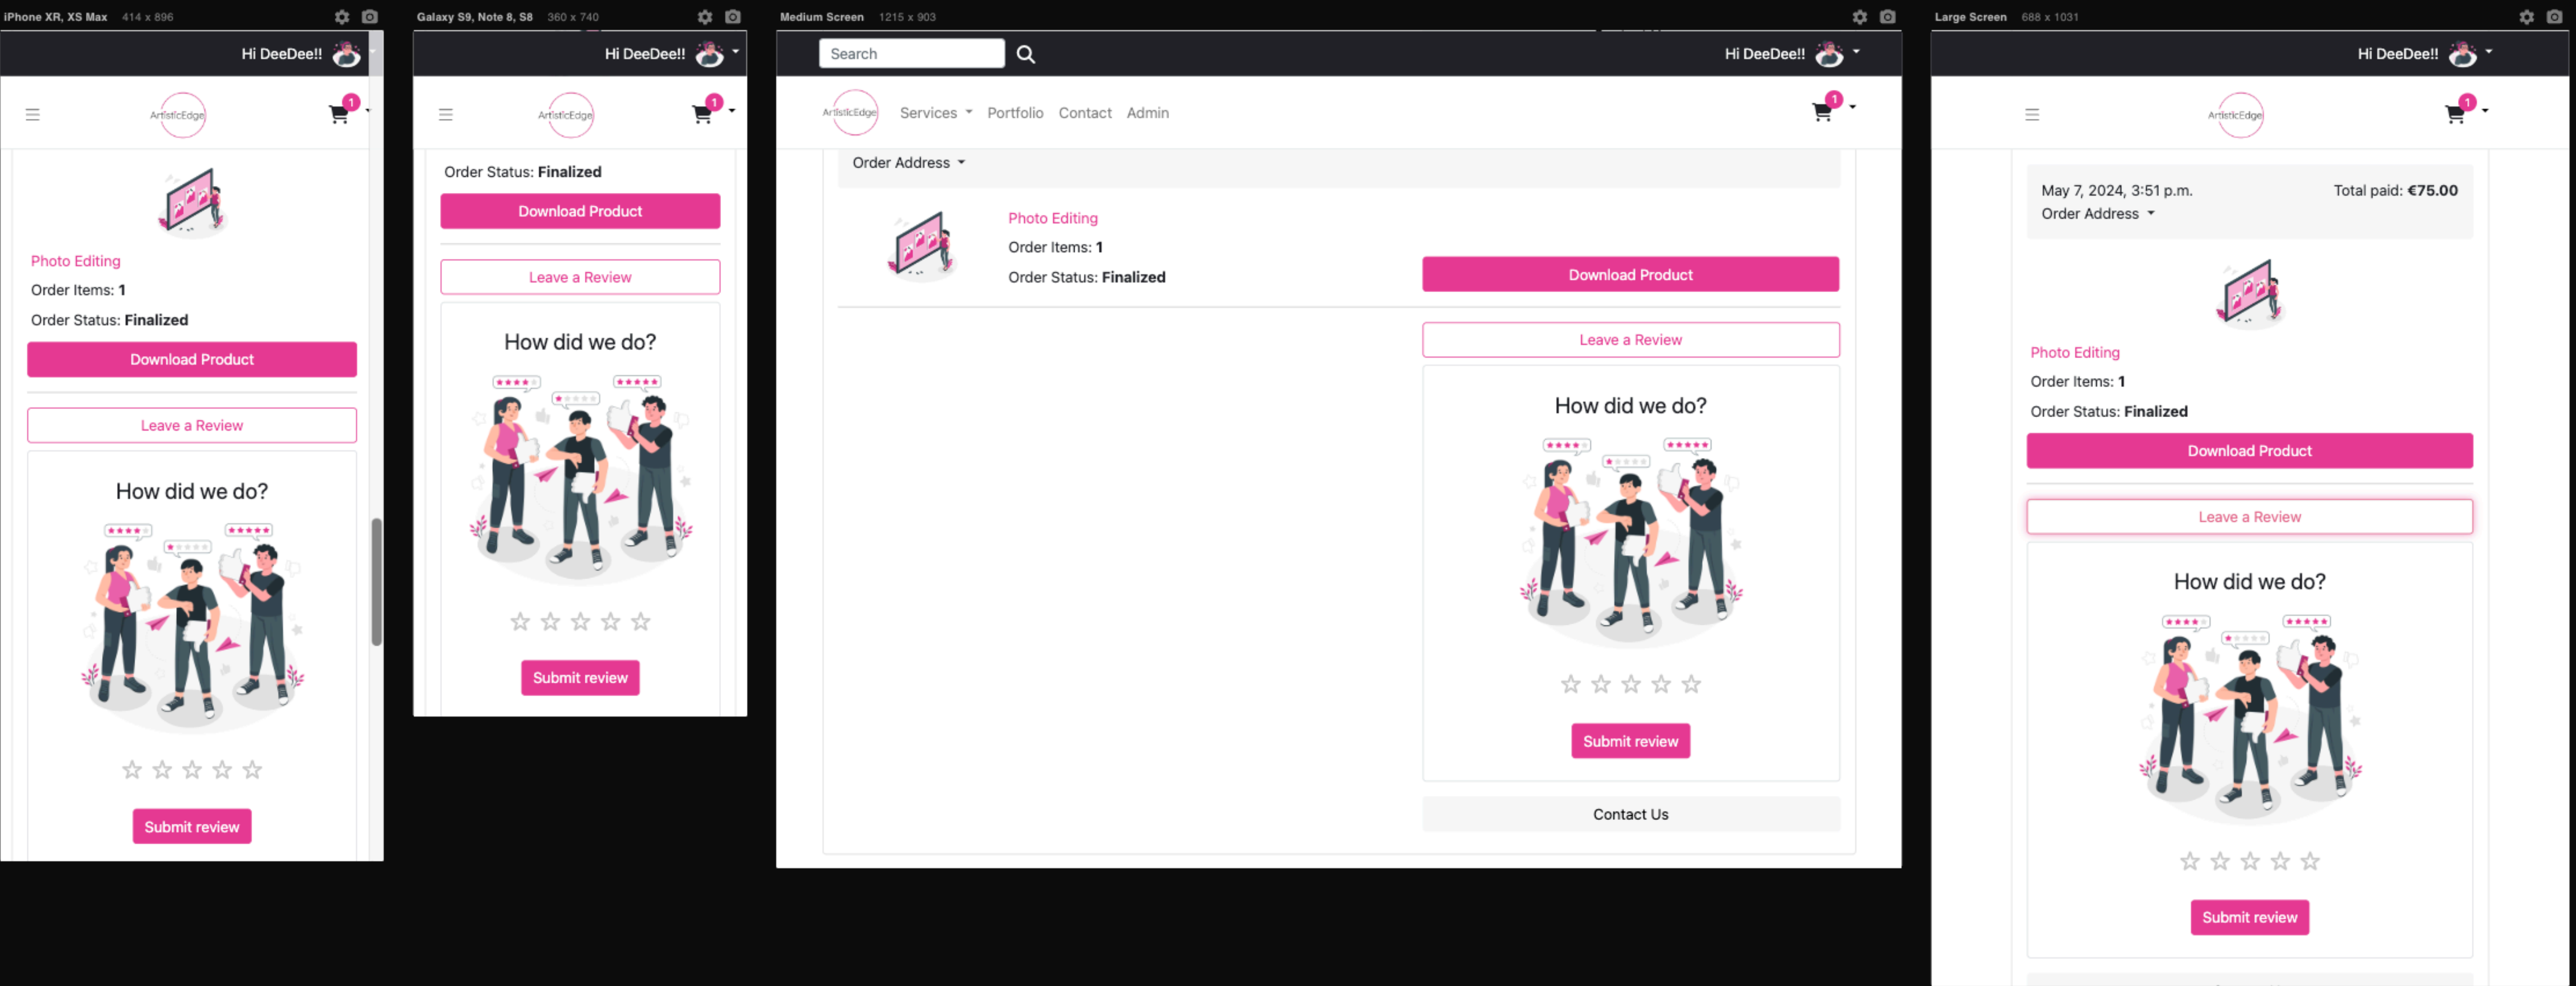 iPhone XR, XS Max 414 x 896
Hi DeeDee!!
ArtisticEdge
1
Photo Editing
Order Items: 1
Order Status: Finalized
Download Product
Leave a Review
How did we do?
Submit review
Galaxy S9, Note 8, S8 360 x 740
Hi DeeDee!!
ArtisticEdge
1
Order Status: Finalized
Download Product
Leave a Review
How did we do?
Submit review
Medium Screen 1215 x 903
Search
Hi DeeDee!!
ArtisticEdge Services Portfolio Contact Admin
1
Order Address
Photo Editing
Order Items: 1
Order Status: Finalized
Download Product
Leave a Review
How did we do?
Submit review
Contact Us
Large Screen 688 x 1031
Hi DeeDee!!
ArtisticEdge
1
May 7, 2024, 3:51 p.m. Total paid: €75.00
Order Address
Photo Editing
Order Items: 1
Order Status: Finalized
Download Product
Leave a Review
How did we do?
Submit review